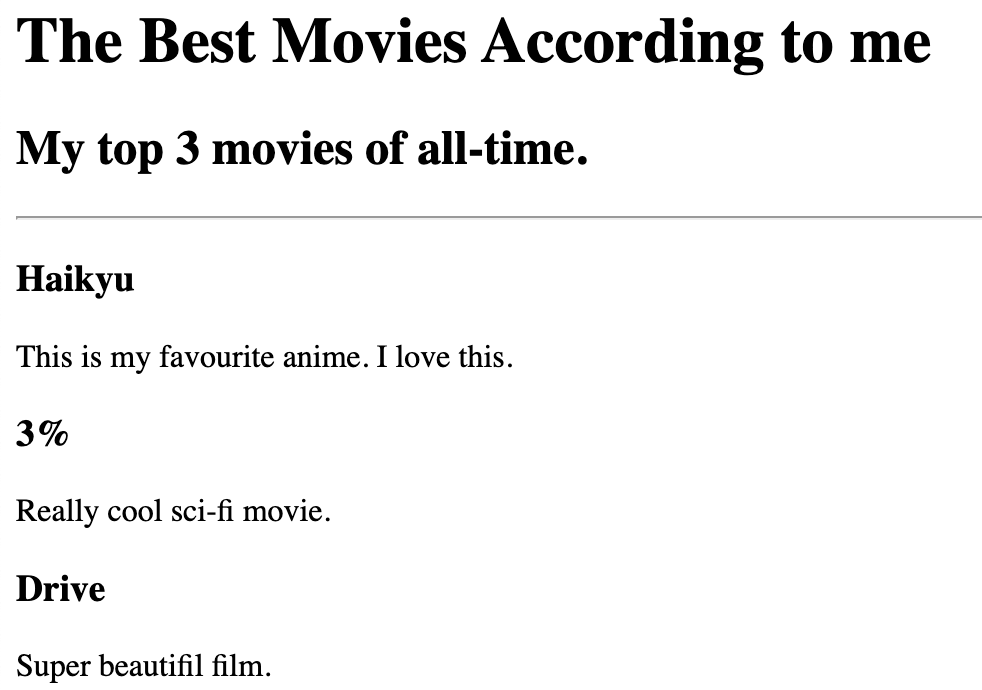 The Best Movies According to me
My top 3 movies of all-time.
Haikyu
This is my favourite anime. I love this.
3%
Really cool sci-fi movie.
Drive
Super beautifil film.